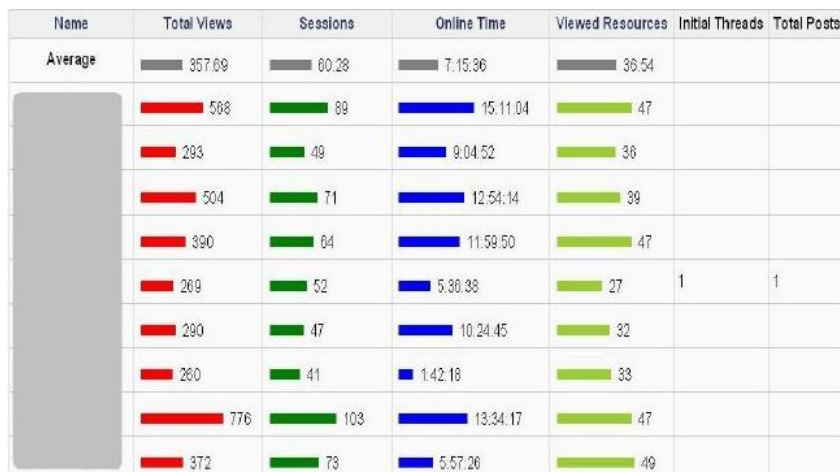 Name Total Views Sessions Online Time Viewed Resources Initial Threads Total Posts
Average 357.69 60.28 7:15:36 36.54
568 89 15:11:04 47
293 49 9:04:52 36
504 71 12:54:14 39
390 64 11:59:50 47
269 52 5:36:38 27 1 1
290 47 10:24:45 32
260 41 1:42:18 33
776 103 13:34:17 47
372 73 5:57:26 49